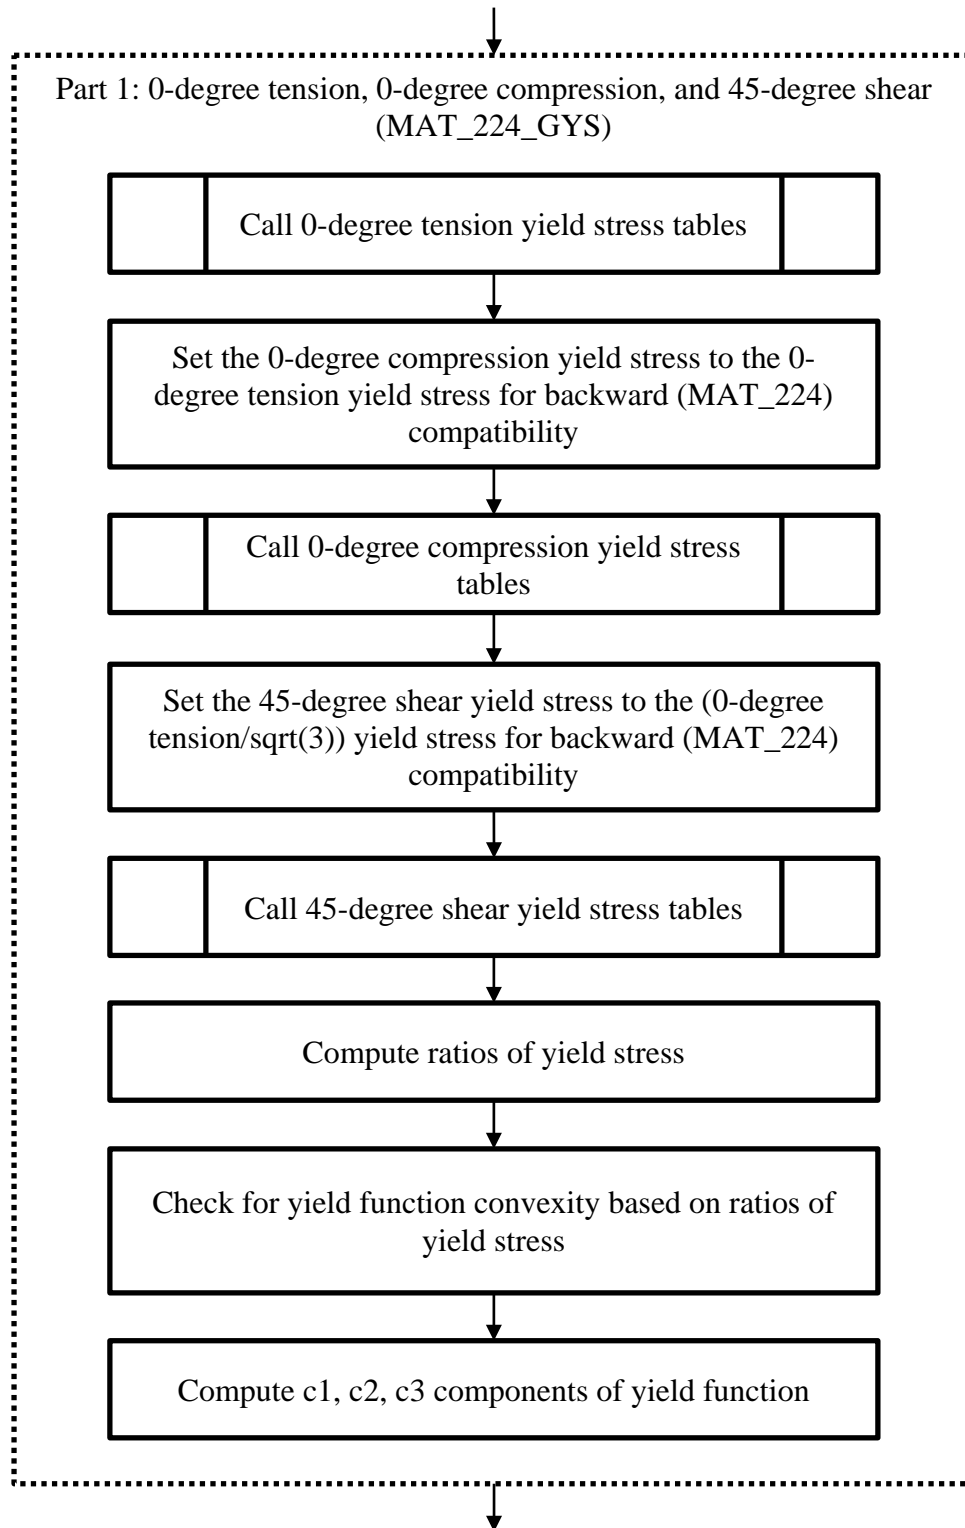 Part 1: 0-degree tension, 0-degree compression, and 45-degree shear
(MAT_224_GYS)
Call 0-degree tension yield stress tables
Set the 0-degree compression yield stress to the 0-
degree tension yield stress for backward (MAT_224)
compatibility
Call 0-degree compression yield stress
tables
Set the 45-degree shear yield stress to the (0-degree
tension/sqrt(3)) yield stress for backward (MAT_224)
compatibility
Call 45-degree shear yield stress tables
Compute ratios of yield stress
Check for yield function convexity based on ratios of
yield stress
Compute c1, c2, c3 components of yield function